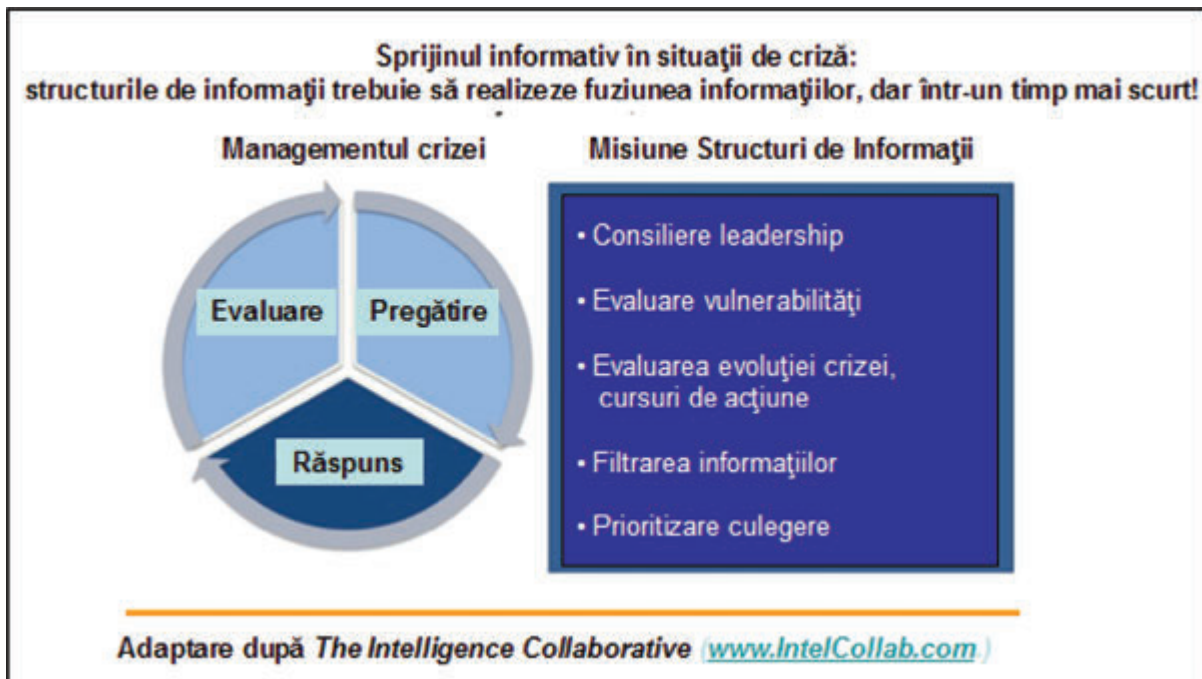 Sprijinul informativ în situaţii de criză:
structurile de informaţii trebuie să realizeze fuziunea informaţiilor, dar într-un timp mai scurt!
Managementul crizei
Misiune Structuri de Informaţii
Evaluare
Pregătire
Răspuns
• Consiliere leadership
• Evaluare vulnerabilităţi
• Evaluarea evoluţiei crizei,
cursuri de acţiune
• Filtrarea informaţiilor
• Prioritizare culegere
Adaptare după The Intelligence Collaborative (www.IntelCollab.com )